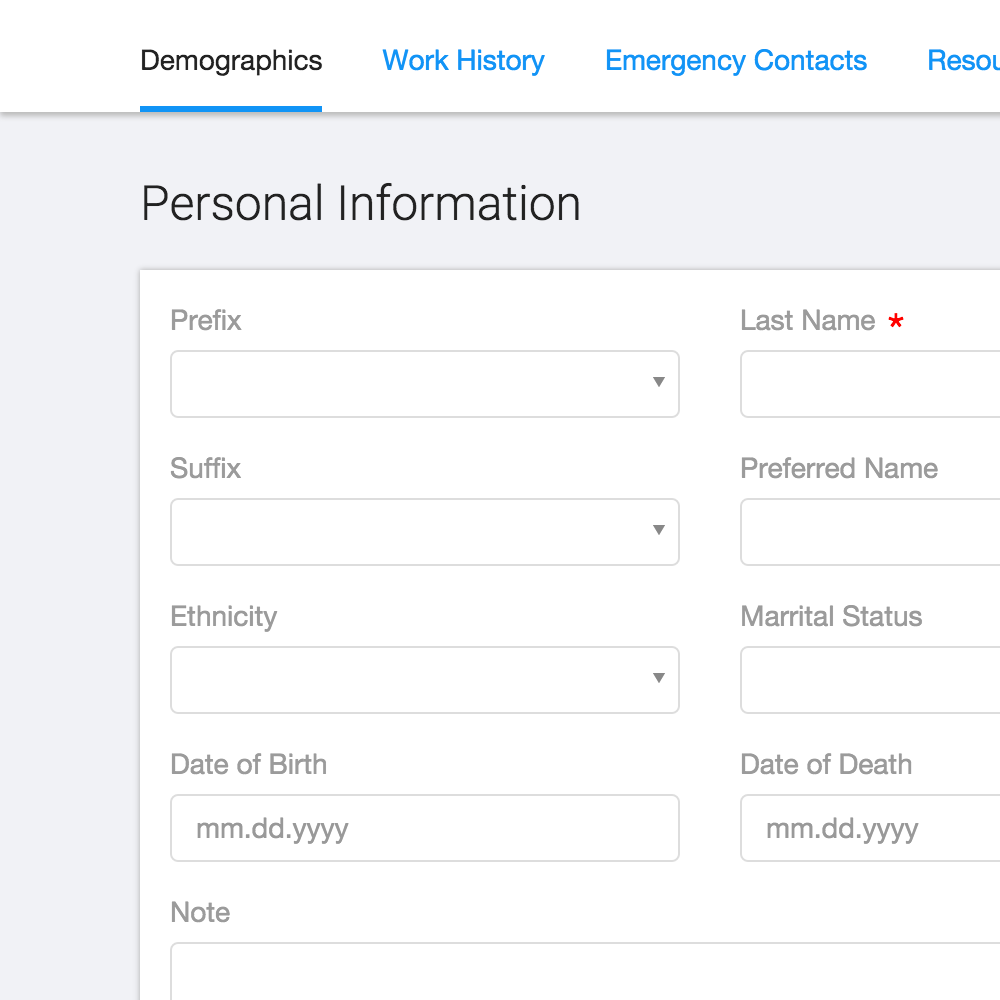 Demographics Work History Emergency Contacts
Personal Information
Prefix Last Name *
Suffix Preferred Name
Ethnicity Marrital Status
Date of Birth Date of Death
mm.dd.yyyy mm.dd.yyyy
Note